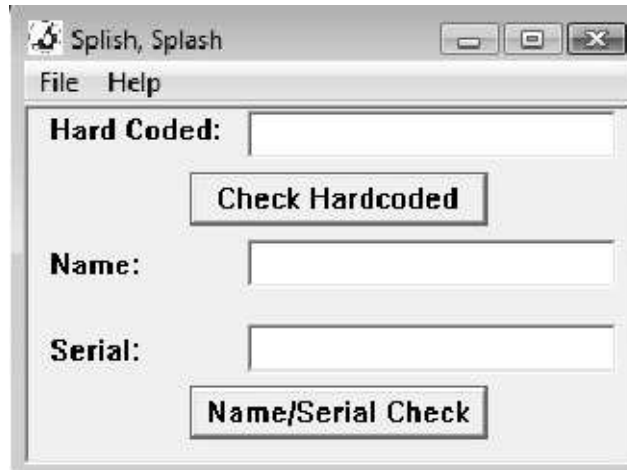 Splish, Splash
File Help
Hard Coded:
Check Hardcoded
Name:
Serial:
Name/Serial Check